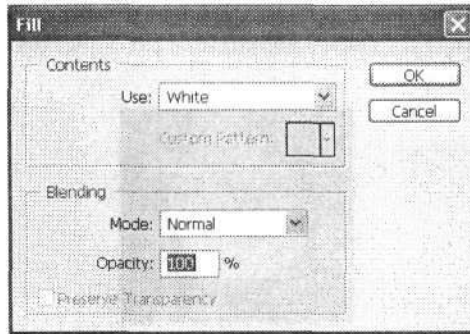 Fill
Contents
OK
Use: White
Cancel
Custom Pattern:
Blending
Mode: Normal
Opacity: 100 %
Preserve Transparency